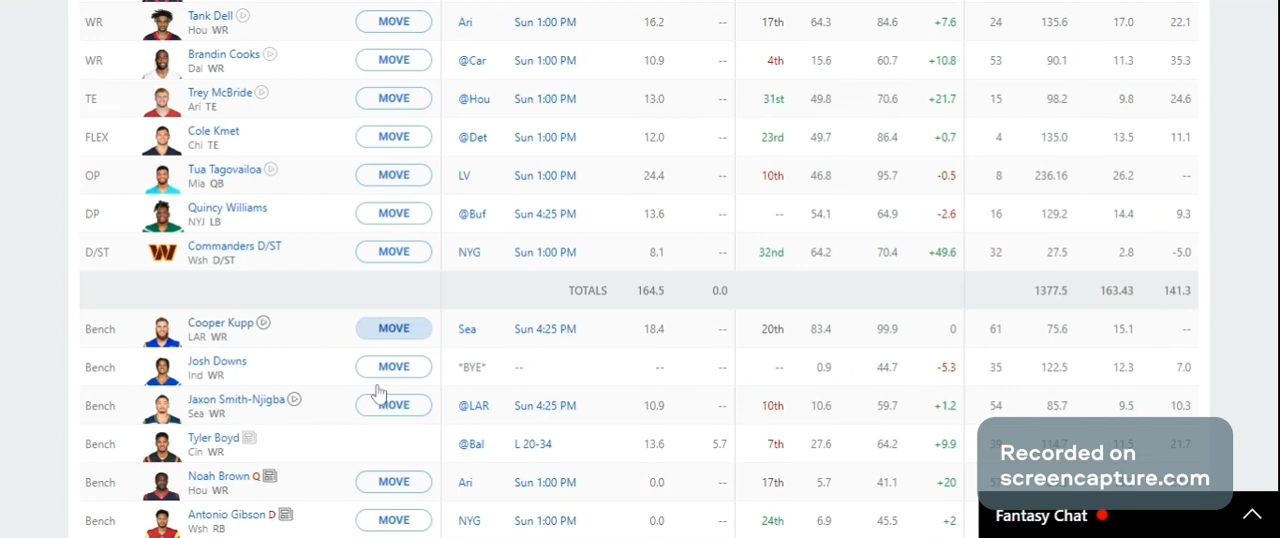 Tank Dell
WR MOVE Ari Sun 1:00 PM 16.2 -- 17th 64.3 84.6 +7.6 24 135.6 17.0 22.1
Hou WR
Brandin Cooks
WR MOVE @Car Sun 1:00 PM 10.9 -- 4th 15.6 60.7 +10.8 53 90.1 11.3 35.3
Dal WR
Trey McBride
TE MOVE @Hou Sun 1:00 PM 13.0 -- 31st 49.8 70.6 +21.7 15 98.2 9.8 24.6
Ari TE
Cole Kmet
FLEX MOVE @Det Sun 1:00 PM 12.0 -- 23rd 49.7 86.4 +0.7 4 135.0 13.5 11.1
Chi TE
Tua Tagovailoa
OP MOVE LV Sun 1:00 PM 24.4 -- 10th 46.8 95.7 -0.5 8 236.16 26.2 --
Mia QB
Quincy Williams
DP MOVE @Buf Sun 4:25 PM 13.6 -- -- 54.1 64.9 -2.6 16 129.2 14.4 9.3
NYJ LB
Commanders D/ST
D/ST MOVE NYG Sun 1:00 PM 8.1 -- 32nd 64.2 70.4 +49.6 32 27.5 2.8 -5.0
Wsh D/ST
TOTALS 164.5 0.0 1377.5 163.43 141.3
Cooper Kupp
Bench MOVE Sea Sun 4:25 PM 18.4 -- 20th 83.4 99.9 0 61 75.6 15.1 --
LAR WR
Josh Downs
Bench MOVE *BYE* -- -- -- -- 0.9 44.7 -5.3 35 122.5 12.3 7.0
Ind WR
Jaxon Smith-Njigba
Bench MOVE @LAR Sun 4:25 PM 10.9 -- 10th 10.6 59.7 +1.2 54 85.7 9.5 10.3
Sea WR
Tyler Boyd
Bench @Bal L 20-34 13.6 5.7 7th 27.6 64.2 +9.9 114.7 11.5 21.7
Cin WR
Noah Brown Q
Bench MOVE Ari Sun 1:00 PM 0.0 -- 17th 5.7 41.1 +20
Hou WR
Antonio Gibson D
Bench MOVE NYG Sun 1:00 PM 0.0 -- 24th 6.9 45.5 +2
Wsh RB
Recorded on
screencapture.com
Fantasy Chat